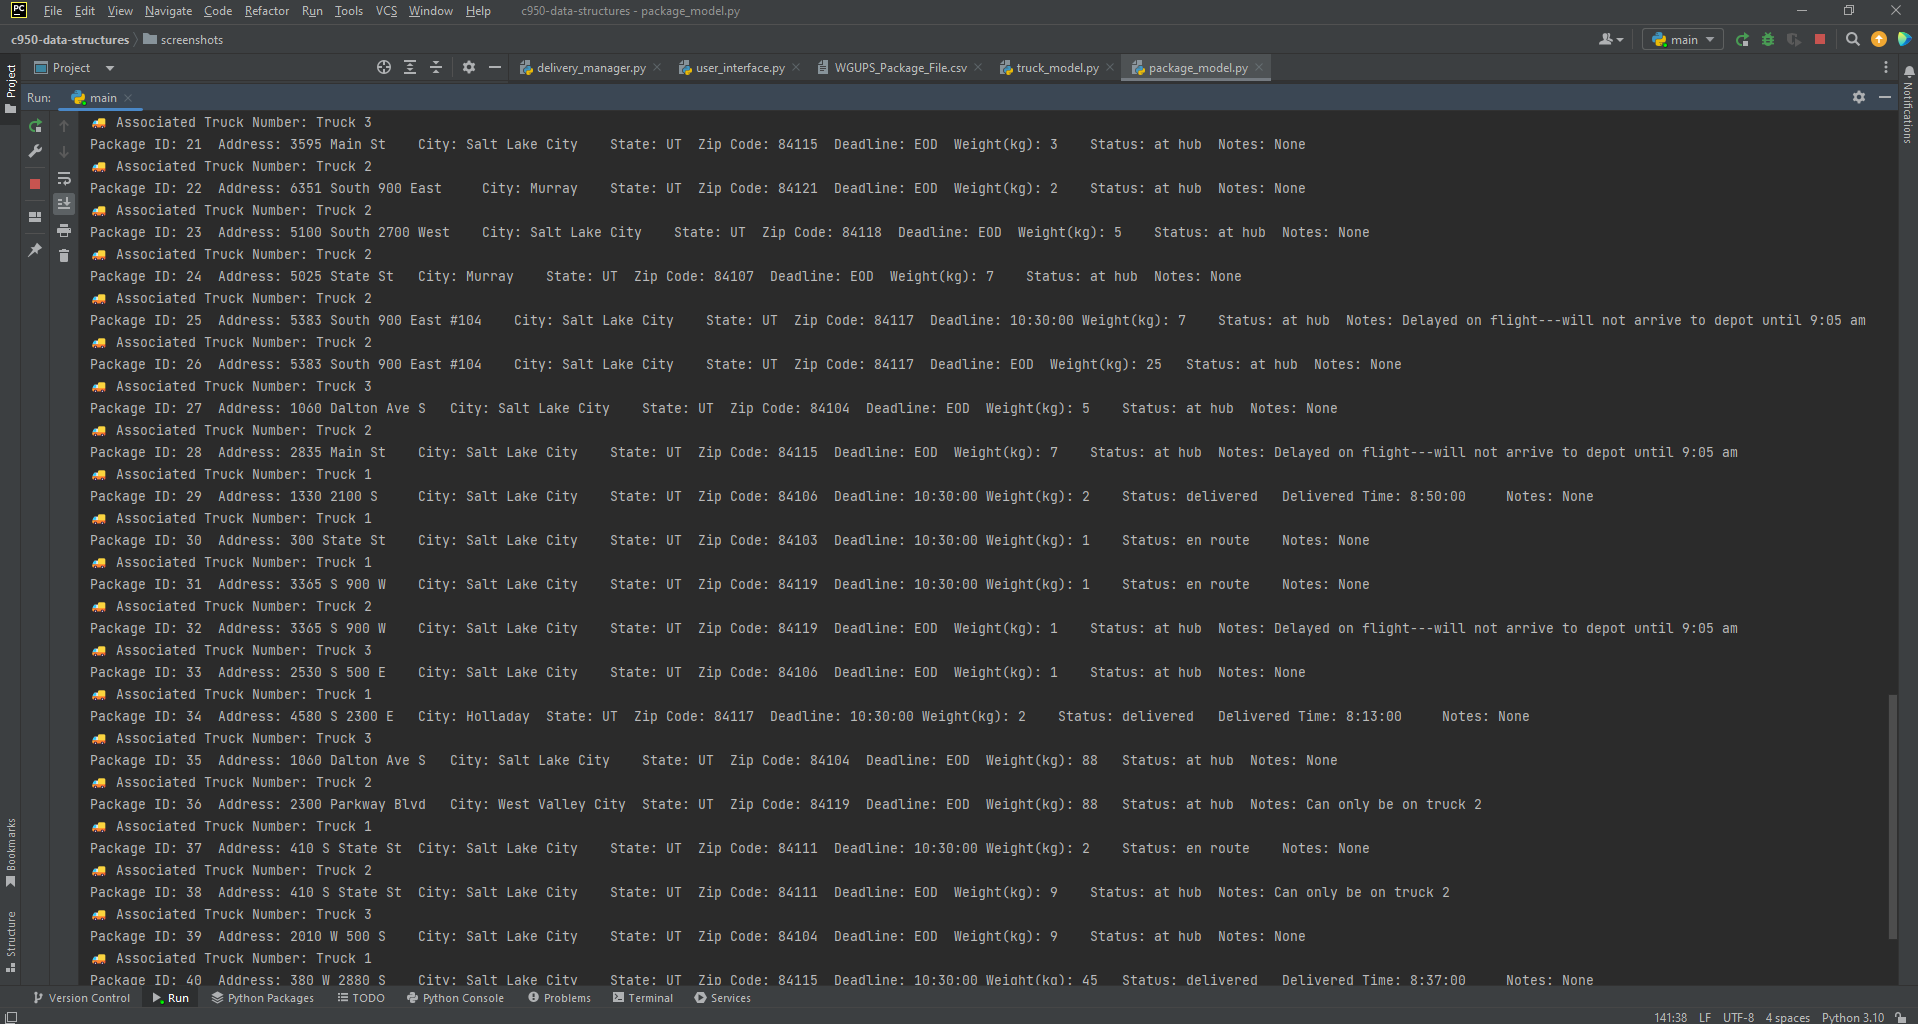 PC File Edit View Navigate Code Refactor Run Tools VCS Window Help c950-data-structures - package_model.py
c950-data-structures screenshots main
Project delivery_manager.py user_interface.py WGUPS_Package_File.csv truck_model.py package_model.py
Run: main
Associated Truck Number: Truck 3
Package ID: 21 Address: 3595 Main St City: Salt Lake City State: UT Zip Code: 84115 Deadline: EOD Weight(kg): 3 Status: at hub Notes: None
Associated Truck Number: Truck 2
Package ID: 22 Address: 6351 South 900 East City: Murray State: UT Zip Code: 84121 Deadline: EOD Weight(kg): 2 Status: at hub Notes: None
Associated Truck Number: Truck 2
Package ID: 23 Address: 5100 South 2700 West City: Salt Lake City State: UT Zip Code: 84118 Deadline: EOD Weight(kg): 5 Status: at hub Notes: None
Associated Truck Number: Truck 2
Package ID: 24 Address: 5025 State St City: Murray State: UT Zip Code: 84107 Deadline: EOD Weight(kg): 7 Status: at hub Notes: None
Associated Truck Number: Truck 2
Package ID: 25 Address: 5383 South 900 East #104 City: Salt Lake City State: UT Zip Code: 84117 Deadline: 10:30:00 Weight(kg): 7 Status: at hub Notes: Delayed on flight---will not arrive to depot until 9:05 am
Associated Truck Number: Truck 2
Package ID: 26 Address: 5383 South 900 East #104 City: Salt Lake City State: UT Zip Code: 84117 Deadline: EOD Weight(kg): 25 Status: at hub Notes: None
Associated Truck Number: Truck 3
Package ID: 27 Address: 1060 Dalton Ave S City: Salt Lake City State: UT Zip Code: 84104 Deadline: EOD Weight(kg): 5 Status: at hub Notes: None
Associated Truck Number: Truck 2
Package ID: 28 Address: 2835 Main St City: Salt Lake City State: UT Zip Code: 84115 Deadline: EOD Weight(kg): 7 Status: at hub Notes: Delayed on flight---will not arrive to depot until 9:05 am
Associated Truck Number: Truck 1
Package ID: 29 Address: 1330 2100 S City: Salt Lake City State: UT Zip Code: 84106 Deadline: 10:30:00 Weight(kg): 2 Status: delivered Delivered Time: 8:50:00 Notes: None
Associated Truck Number: Truck 1
Package ID: 30 Address: 300 State St City: Salt Lake City State: UT Zip Code: 84103 Deadline: 10:30:00 Weight(kg): 1 Status: en route Notes: None
Associated Truck Number: Truck 1
Package ID: 31 Address: 3365 S 900 W City: Salt Lake City State: UT Zip Code: 84119 Deadline: 10:30:00 Weight(kg): 1 Status: en route Notes: None
Associated Truck Number: Truck 2
Package ID: 32 Address: 3365 S 900 W City: Salt Lake City State: UT Zip Code: 84119 Deadline: EOD Weight(kg): 1 Status: at hub Notes: Delayed on flight---will not arrive to depot until 9:05 am
Associated Truck Number: Truck 3
Package ID: 33 Address: 2530 S 500 E City: Salt Lake City State: UT Zip Code: 84106 Deadline: EOD Weight(kg): 1 Status: at hub Notes: None
Associated Truck Number: Truck 1
Package ID: 34 Address: 4580 S 2300 E City: Holladay State: UT Zip Code: 84117 Deadline: 10:30:00 Weight(kg): 2 Status: delivered Delivered Time: 8:13:00 Notes: None
Associated Truck Number: Truck 3
Package ID: 35 Address: 1060 Dalton Ave S City: Salt Lake City State: UT Zip Code: 84104 Deadline: EOD Weight(kg): 88 Status: at hub Notes: None
Associated Truck Number: Truck 2
Package ID: 36 Address: 2300 Parkway Blvd City: West Valley City State: UT Zip Code: 84119 Deadline: EOD Weight(kg): 88 Status: at hub Notes: Can only be on truck 2
Associated Truck Number: Truck 1
Package ID: 37 Address: 410 S State St City: Salt Lake City State: UT Zip Code: 84111 Deadline: 10:30:00 Weight(kg): 2 Status: en route Notes: None
Associated Truck Number: Truck 2
Package ID: 38 Address: 410 S State St City: Salt Lake City State: UT Zip Code: 84111 Deadline: EOD Weight(kg): 9 Status: at hub Notes: Can only be on truck 2
Associated Truck Number: Truck 3
Package ID: 39 Address: 2010 W 500 S City: Salt Lake City State: UT Zip Code: 84104 Deadline: EOD Weight(kg): 9 Status: at hub Notes: None
Associated Truck Number: Truck 1
Package ID: 40 Address: 380 W 2880 S City: Salt Lake City State: UT Zip Code: 84115 Deadline: 10:30:00 Weight(kg): 45 Status: delivered Delivered Time: 8:37:00 Notes: None
Project
Bookmarks
Structure
Notifications
Version Control Run Python Packages TODO Python Console Problems Terminal Services
141:38 LF UTF-8 4 spaces Python 3.10